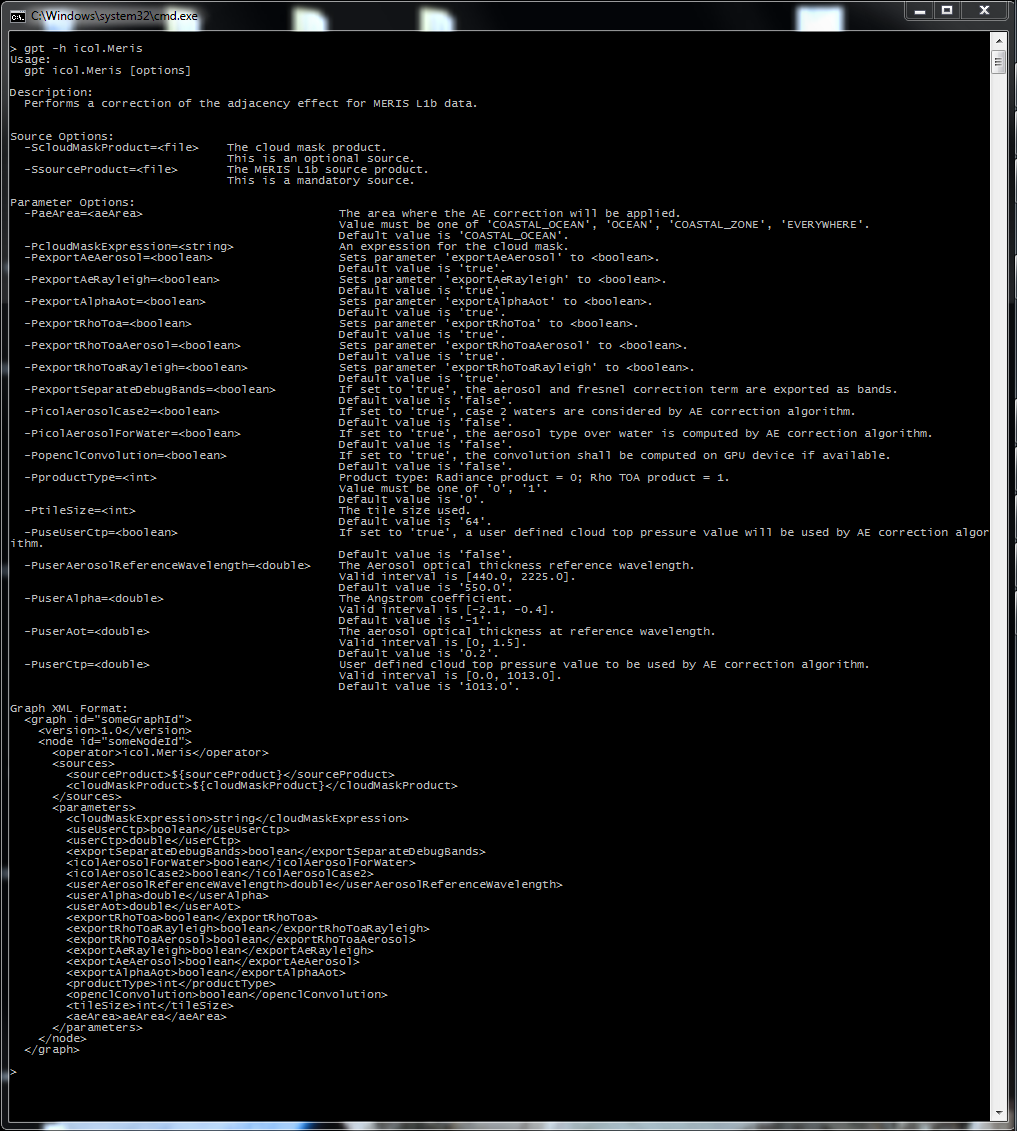 C:\Windows\system32\cmd.exe
> gpt -h icol.Meris
Usage:
  gpt icol.Meris [options]
Description:
  Performs a correction of the adjacency effect for MERIS L1b data.
Source Options:
  -ScloudMaskProduct=<file>    The cloud mask product.
                               This is an optional source.
  -SsourceProduct=<file>       The MERIS L1b source product.
                               This is a mandatory source.
Parameter Options:
  -PaeArea=<aeArea>                            The area where the AE correction will be applied.
                                               Value must be one of 'COASTAL_OCEAN', 'OCEAN', 'COASTAL_ZONE', 'EVERYWHERE'.
                                               Default value is 'COASTAL_OCEAN'.
  -PcloudMaskExpression=<string>               An expression for the cloud mask.
  -PexportAeAerosol=<boolean>                  Sets parameter 'exportAeAerosol' to <boolean>.
                                               Default value is 'true'.
  -PexportAeRayleigh=<boolean>                 Sets parameter 'exportAeRayleigh' to <boolean>.
                                               Default value is 'true'.
  -PexportAlphaAot=<boolean>                   Sets parameter 'exportAlphaAot' to <boolean>.
                                               Default value is 'true'.
  -PexportRhoToa=<boolean>                     Sets parameter 'exportRhoToa' to <boolean>.
                                               Default value is 'true'.
  -PexportRhoToaAerosol=<boolean>              Sets parameter 'exportRhoToaAerosol' to <boolean>.
                                               Default value is 'true'.
  -PexportRhoToaRayleigh=<boolean>             Sets parameter 'exportRhoToaRayleigh' to <boolean>.
                                               Default value is 'true'.
  -PexportSeparateDebugBands=<boolean>         If set to 'true', the aerosol and fresnel correction term are exported as bands.
                                               Default value is 'false'.
  -PicolAerosolCase2=<boolean>                 If set to 'true', case 2 waters are considered by AE correction algorithm.
                                               Default value is 'false'.
  -PicolAerosolForWater=<boolean>              If set to 'true', the aerosol type over water is computed by AE correction algorithm.
                                               Default value is 'false'.
  -PopenclConvolution=<boolean>                If set to 'true', the convolution shall be computed on GPU device if available.
                                               Default value is 'false'.
  -PproductType=<int>                          Product type: Radiance product = 0; Rho TOA product = 1.
                                               Value must be one of '0', '1'.
                                               Default value is '0'.
  -PtileSize=<int>                             The tile size used.
                                               Default value is '64'.
  -PuseUserCtp=<boolean>                       If set to 'true', a user defined cloud top pressure value will be used by AE correction algor
ithm.
                                               Default value is 'false'.
  -PuserAerosolReferenceWavelength=<double>    The Aerosol optical thickness reference wavelength.
                                               Valid interval is [440.0, 2225.0].
                                               Default value is '550.0'.
  -PuserAlpha=<double>                         The Angstrom coefficient.
                                               Valid interval is [-2.1, -0.4].
                                               Default value is '-1'.
  -PuserAot=<double>                           The aerosol optical thickness at reference wavelength.
                                               Valid interval is [0, 1.5].
                                               Default value is '0.2'.
  -PuserCtp=<double>                           User defined cloud top pressure value to be used by AE correction algorithm.
                                               Valid interval is [0.0, 1013.0].
                                               Default value is '1013.0'.
Graph XML Format:
  <graph id="someGraphId">
    <version>1.0</version>
    <node id="someNodeId">
      <operator>icol.Meris</operator>
      <sources>
        <sourceProduct>${sourceProduct}</sourceProduct>
        <cloudMaskProduct>${cloudMaskProduct}</cloudMaskProduct>
      </sources>
      <parameters>
        <cloudMaskExpression>string</cloudMaskExpression>
        <useUserCtp>boolean</useUserCtp>
        <userCtp>double</userCtp>
        <exportSeparateDebugBands>boolean</exportSeparateDebugBands>
        <icolAerosolForWater>boolean</icolAerosolForWater>
        <icolAerosolCase2>boolean</icolAerosolCase2>
        <userAerosolReferenceWavelength>double</userAerosolReferenceWavelength>
        <userAlpha>double</userAlpha>
        <userAot>double</userAot>
        <exportRhoToa>boolean</exportRhoToa>
        <exportRhoToaRayleigh>boolean</exportRhoToaRayleigh>
        <exportRhoToaAerosol>boolean</exportRhoToaAerosol>
        <exportAeRayleigh>boolean</exportAeRayleigh>
        <exportAeAerosol>boolean</exportAeAerosol>
        <exportAlphaAot>boolean</exportAlphaAot>
        <productType>int</productType>
        <openclConvolution>boolean</openclConvolution>
        <tileSize>int</tileSize>
        <aeArea>aeArea</aeArea>
      </parameters>
    </node>
  </graph>
>